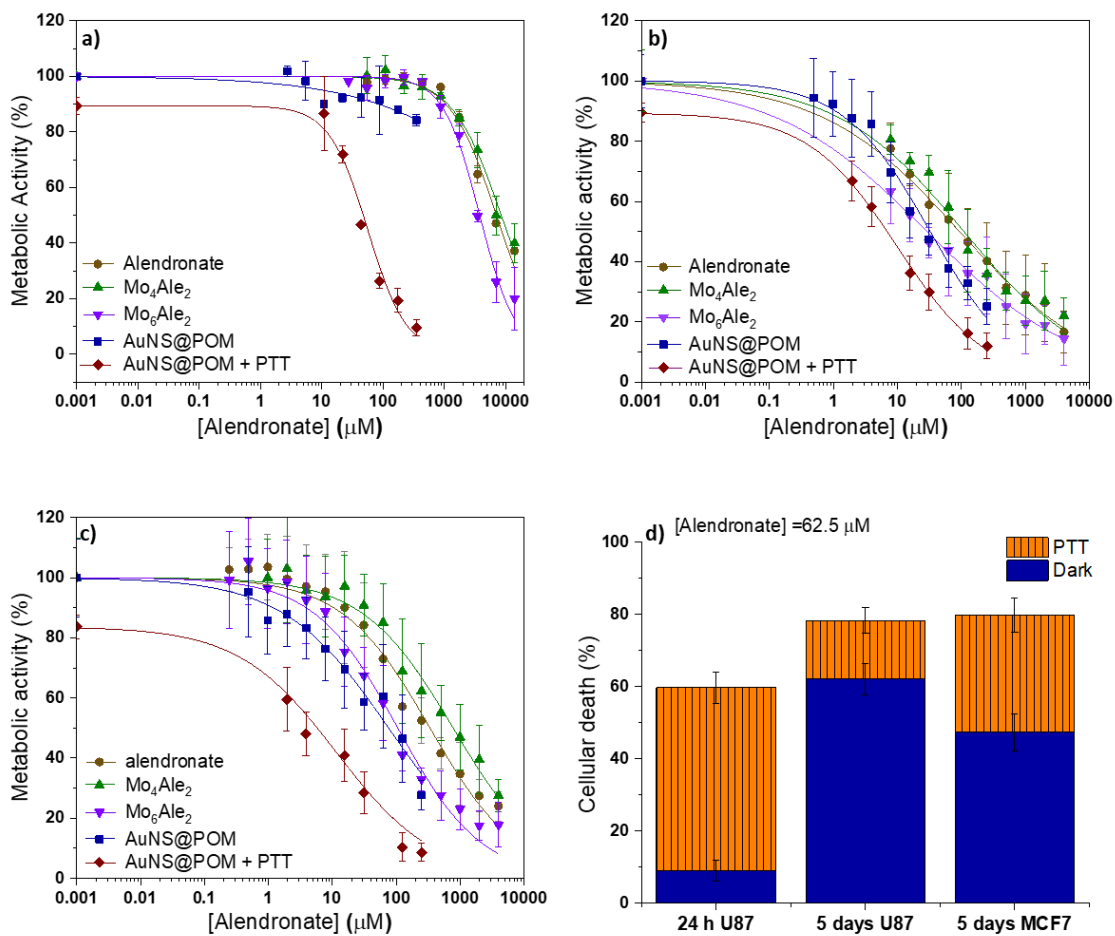 a)
Metabolic Activity (%)
120
100
80
60
40
20
0
Alendronate
Mo₄Ale₂
Mo₆Ale₂
AuNS@POM
AuNS@POM + PTT
0.001 0.01 0.1 1 10 100 1000 10000
[Alendronate] (μM)
b)
Metabolic activity (%)
120
100
80
60
40
20
0
Alendronate
Mo₄Ale₂
Mo₆Ale₂
AuNS@POM
AuNS@POM + PTT
0.001 0.01 0.1 1 10 100 1000 10000
[Alendronate] (μM)
c)
Metabolic activity (%)
120
100
80
60
40
20
0
alendronate
Mo₄Ale₂
Mo₆Ale₂
AuNS@POM
AuNS@POM + PTT
0.001 0.01 0.1 1 10 100 1000 10000
[Alendronate] (μM)
d)
[Alendronate] =62.5 μM
PTT
Dark
Cellular death (%)
100
80
60
40
20
0
24 h U87 5 days U87 5 days MCF7